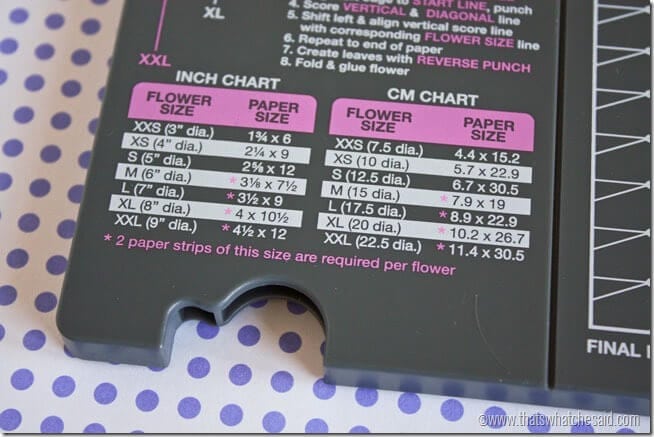 XL
XXL
START LINE, punch
4. Score VERTICAL & DIAGONAL line
5. Shift left & align vertical score line
with corresponding FLOWER SIZE line
6. Repeat to end of paper
7. Create leaves with REVERSE PUNCH
8. Fold & glue flower
INCH CHART
FLOWER SIZE PAPER SIZE
XXS (3” dia.) 1¾ x 6
XS (4” dia.) 2¼ x 9
S (5” dia.) 2⅝ x 12
M (6” dia.) * 3⅛ x 7½
L (7” dia.) * 3½ x 9
XL (8” dia.) * 4 x 10½
XXL (9” dia.) * 4½ x 12
CM CHART
FLOWER SIZE PAPER SIZE
XXS (7.5 dia.) 4.4 x 15.2
XS (10 dia.) 5.7 x 22.9
S (12.5 dia.) 6.7 x 30.5
M (15 dia.) * 7.9 x 19
L (17.5 dia.) * 8.9 x 22.9
XL (20 dia.) * 10.2 x 26.7
XXL (22.5 dia.) * 11.4 x 30.5
* 2 paper strips of this size are required per flower
FINAL
©www.thatswhatchesaid.com